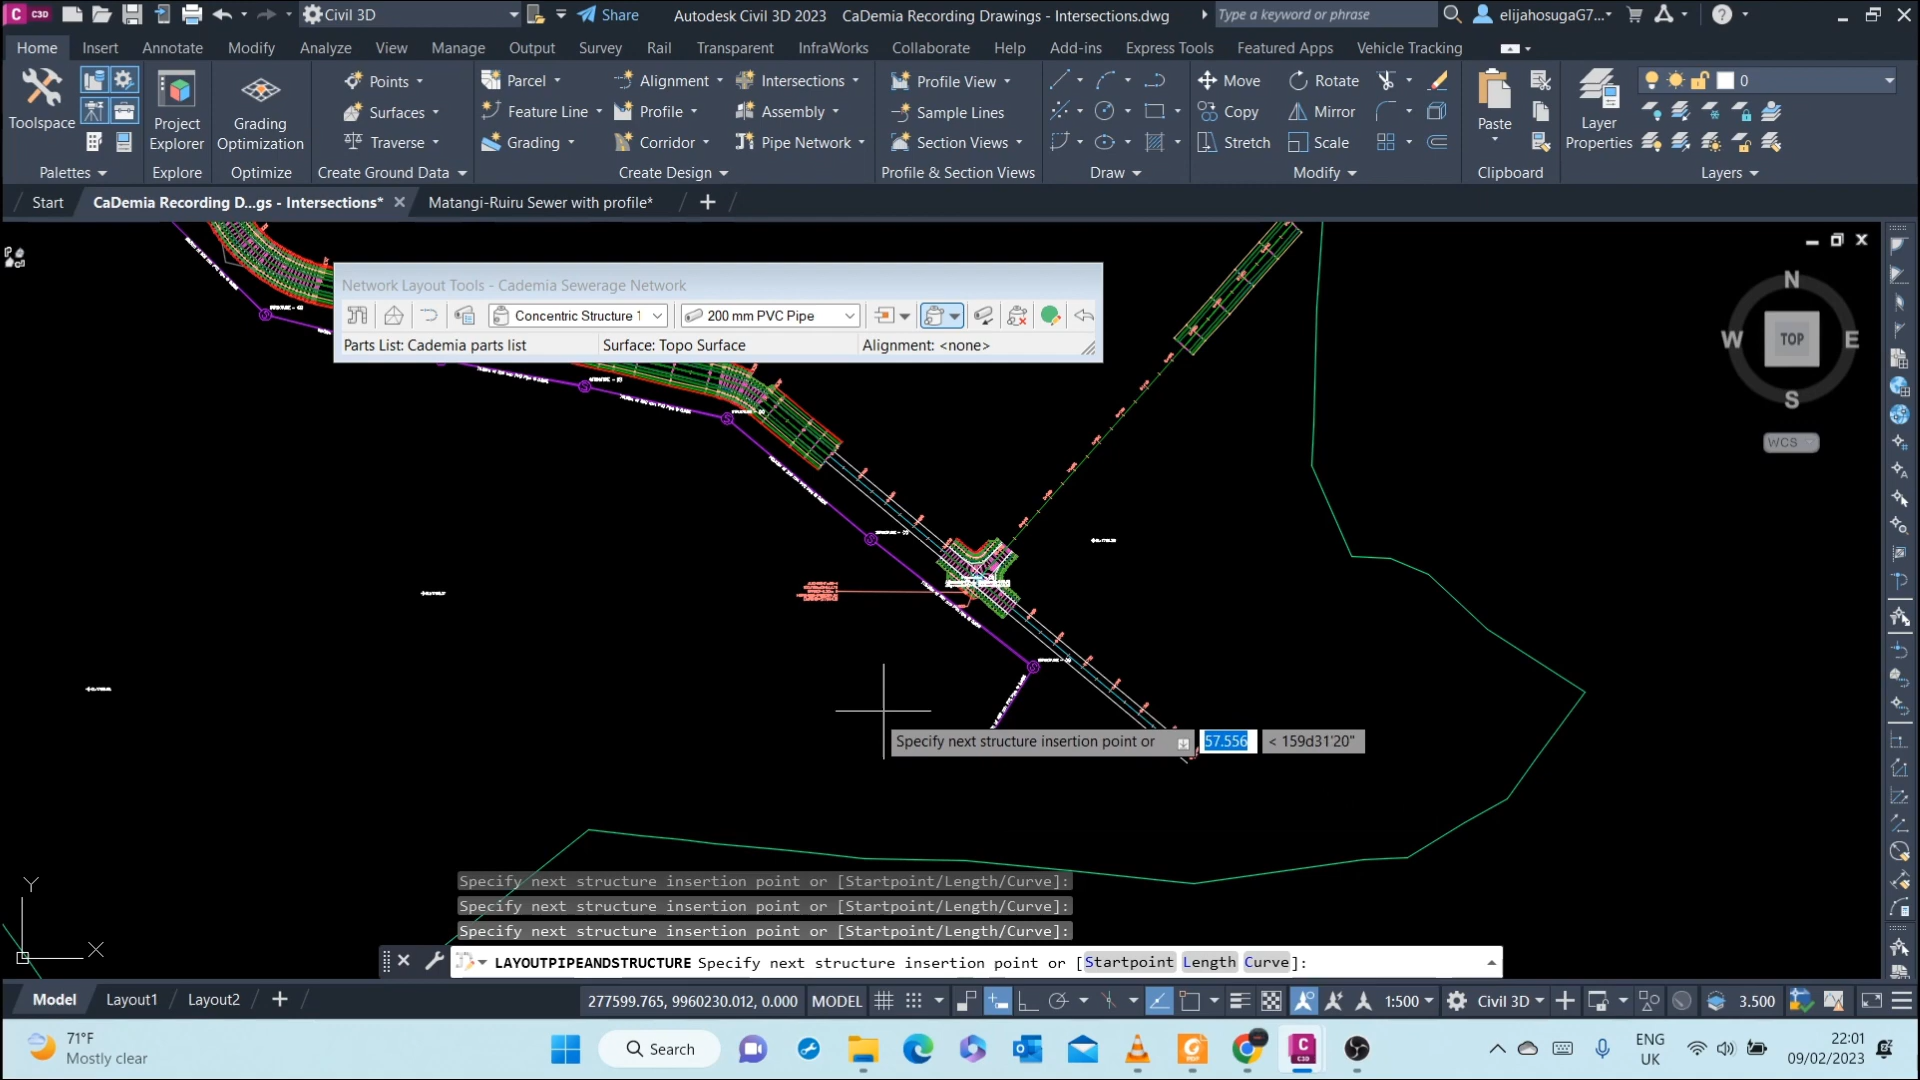 C3D
Civil 3D
Share
Autodesk Civil 3D 2023
CaDemia Recording Drawings - Intersections.dwg
Type a keyword or phrase
elijahosugaG7...
Home
Insert
Annotate
Modify
Analyze
View
Manage
Output
Survey
Rail
Transparent
InfraWorks
Collaborate
Help
Add-ins
Express Tools
Featured Apps
Vehicle Tracking
Points
Parcel
Alignment
Intersections
Profile View
Move
Rotate
0
Surfaces
Feature Line
Profile
Assembly
Sample Lines
Copy
Mirror
Toolspace
Project
Explorer
Grading
Optimization
Paste
Layer
Properties
Traverse
Grading
Corridor
Pipe Network
Section Views
Stretch
Scale
Palettes
Explore
Optimize
Create Ground Data
Create Design
Profile & Section Views
Draw
Modify
Clipboard
Layers
Start
CaDemia Recording D...gs - Intersections*
Matangi-Ruiru Sewer with profile*
Network Layout Tools - Cademia Sewerage Network
Concentric Structure 1
200 mm PVC Pipe
Parts List: Cademia parts list
Surface: Topo Surface
Alignment: <none>
N
W
TOP
E
S
WCS
Specify next structure insertion point or
57.556
< 159d31'20"
Specify next structure insertion point or [Startpoint/Length/Curve]:
Specify next structure insertion point or [Startpoint/Length/Curve]:
Specify next structure insertion point or [Startpoint/Length/Curve]:
LAYOUTPIPEANDSTRUCTURE Specify next structure insertion point or [Startpoint Length Curve]:
Y
X
Model
Layout1
Layout2
277599.765, 9960230.012, 0.000
MODEL
1:500
Civil 3D
3.500
71°F
Mostly clear
Search
ENG
UK
22:01
09/02/2023